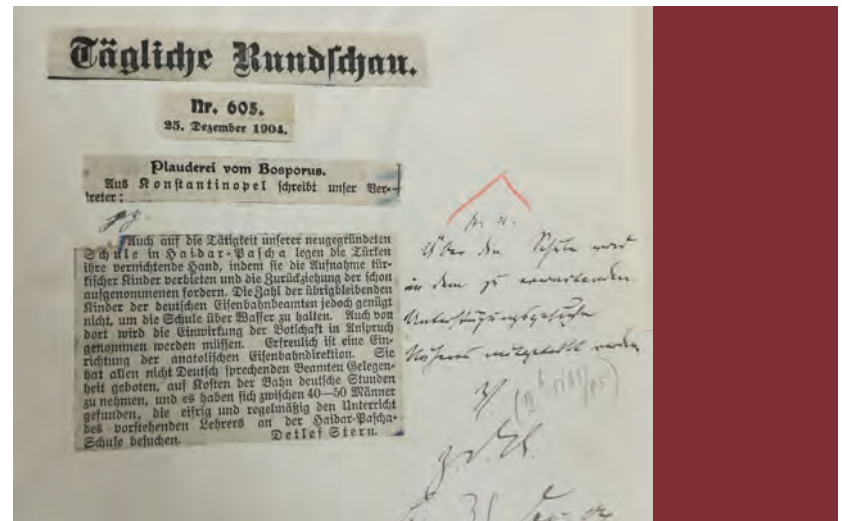 Tägliche Rundschau.
Nr. 605.
25. Dezember 1904.
Plauderei vom Bosporus.
Aus Konstantinopel schreibt unser Ver-
treter:
Auch auf die Tätigkeit unserer neugegründeten
Schule in Haidar-Pascha legen die Türken
ihre vernichtende Hand, indem sie die Aufnahme tür-
kischer Kinder verbieten und die Zurückziehung der schon
aufgenommenen fordern. Die Zahl der übrigbleibenden
Kinder der deutschen Eisenbahnbeamten jedoch genügt
nicht, um die Schule über Wasser zu halten. Auch von
dort wird die Einwirkung der Botschaft in Anspruch
genommen werden müssen. Erfreulich ist eine Ein-
richtung der anatolischen Eisenbahndirektion. Sie
hat allen nicht Deutsch sprechenden Beamten Gelegen-
heit geboten, auf Kosten der Bahn deutsche Stunden
zu nehmen, und es haben sich zwischen 40—50 Männer
gefunden, die eifrig und regelmäßig den Unterricht
des vorstehenden Lehrers an der Haidar-Pascha-
Schule besuchen. Detlef Stern.
Über die Schule wird
in dem zu erwartenden
Unterstützungsgesuche
Näheres mitgeteilt werden